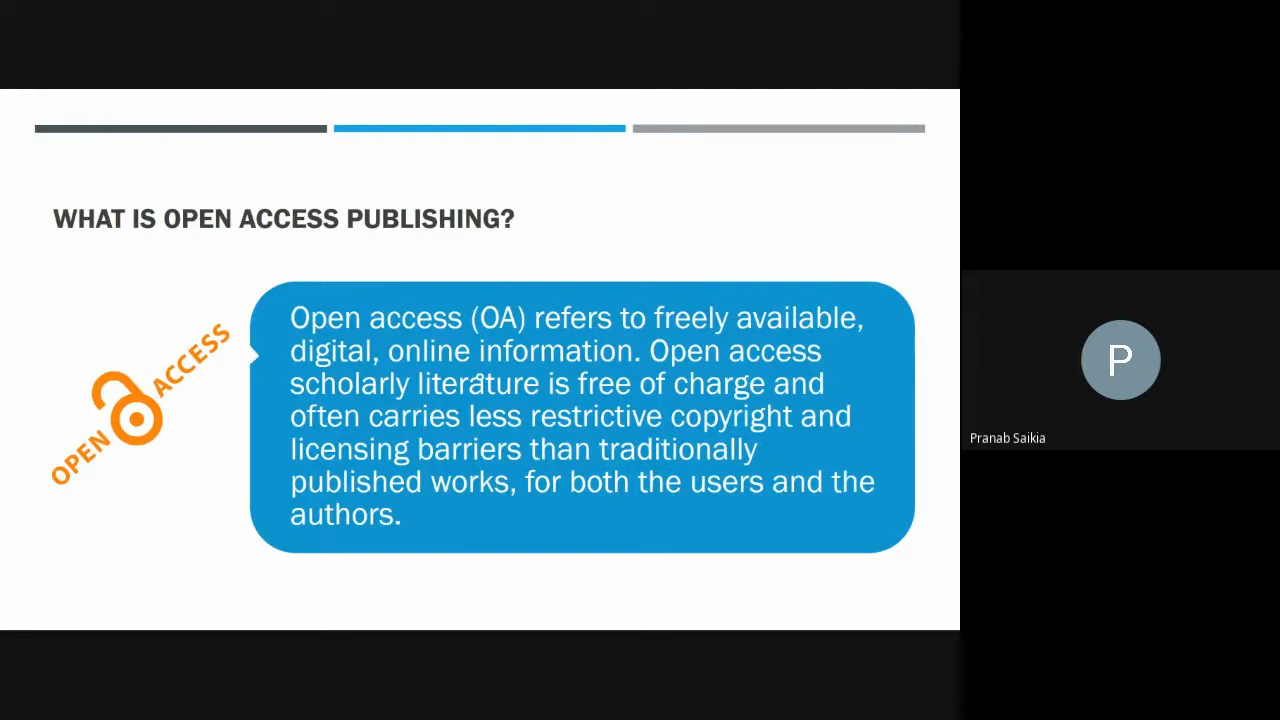 WHAT IS OPEN ACCESS PUBLISHING?
OPEN ACCESS
Open access (OA) refers to freely available,
digital, online information. Open access
scholarly literature is free of charge and
often carries less restrictive copyright and
licensing barriers than traditionally
published works, for both the users and the
authors.
P
Pranab Saikia